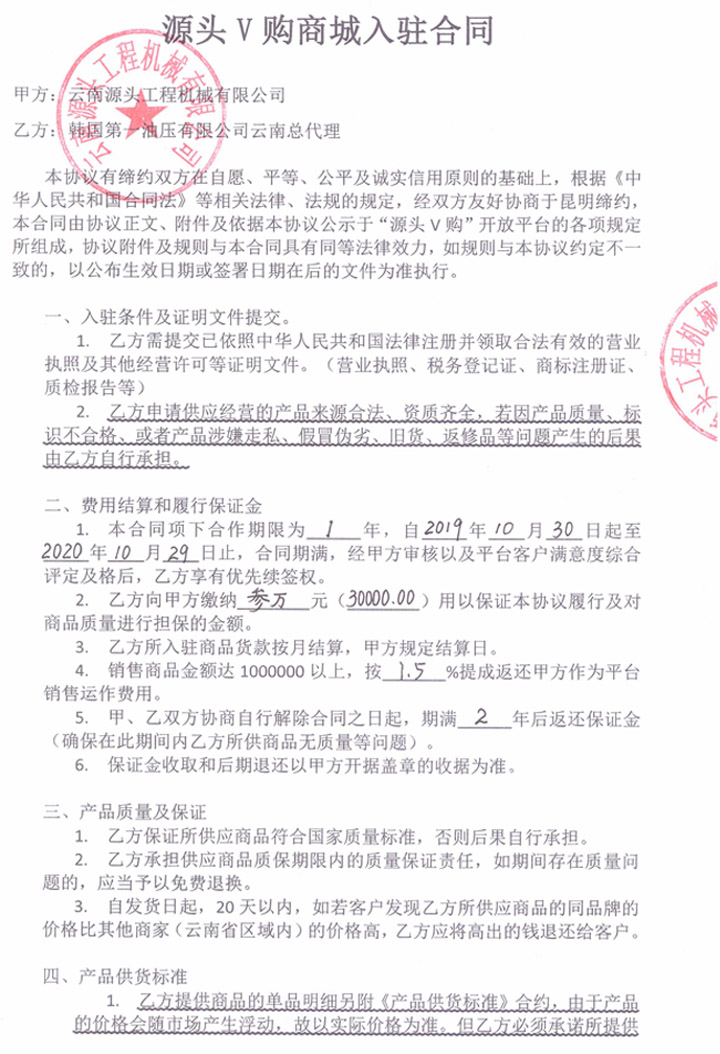 源头 V 购商城入驻合同
甲方：云南源头工程机械有限公司
乙方：韩国第一油压有限公司云南总代理
云南源头工程机械有限公司
本协议有缔约双方在自愿、平等、公平及诚实信用原则的基础上，根据《中
华人民共和国合同法》等相关法律、法规的规定，经双方友好协商于昆明缔约，
本合同由协议正文、附件及依据本协议公示于“源头 V 购”开放平台的各项规定
所组成，协议附件及规则与本合同具有同等法律效力，如规则与本协议约定不一
致的，以公布生效日期或签署日期在后的文件为准执行。
一、入驻条件及证明文件提交。
1. 乙方需提交已依照中华人民共和国法律注册并领取合法有效的营业
执照及其他经营许可等证明文件。（营业执照、税务登记证、商标注册证、
质检报告等）
头工程机械
2. 乙方申请供应经营的产品来源合法、资质齐全，若因产品质量、标
识不合格、或者产品涉嫌走私、假冒伪劣、旧货、返修品等问题产生的后果
由乙方自行承担。
二、费用结算和履行保证金
1. 本合同项下合作期限为 1 年，自 2019 年 10 月 30 日起至
2020 年 10 月 29 日止，合同期满，经甲方审核以及平台客户满意度综合
评定及格后，乙方享有优先续签权。
2. 乙方向甲方缴纳 叁万 元（30000.00）用以保证本协议履行及对
商品质量进行担保的金额。
3. 乙方所入驻商品货款按月结算，甲方规定结算日。
4. 销售商品金额达 1000000 以上，按 1.5 %提成返还甲方作为平台
销售运作费用。
5. 甲、乙双方协商自行解除合同之日起，期满 2 年后返还保证金
（确保在此期间内乙方所供商品无质量等问题）。
6. 保证金收取和后期退还以甲方开据盖章的收据为准。
三、产品质量及保证
1. 乙方保证所供应商品符合国家质量标准，否则后果自行承担。
2. 乙方承担供应商品质保期限内的质量保证责任，如期间存在质量问
题的，应当予以免费退换。
3. 自发货日起，20 天以内，如若客户发现乙方所供应商品的同品牌的
价格比其他商家（云南省区域内）的价格高，乙方应将高出的钱退还给客户。
四、产品供货标准
1. 乙方提供商品的单品明细另附《产品供货标准》合约，由于产品
的价格会随市场产生浮动，故以实际价格为准。但乙方必须承诺所提供